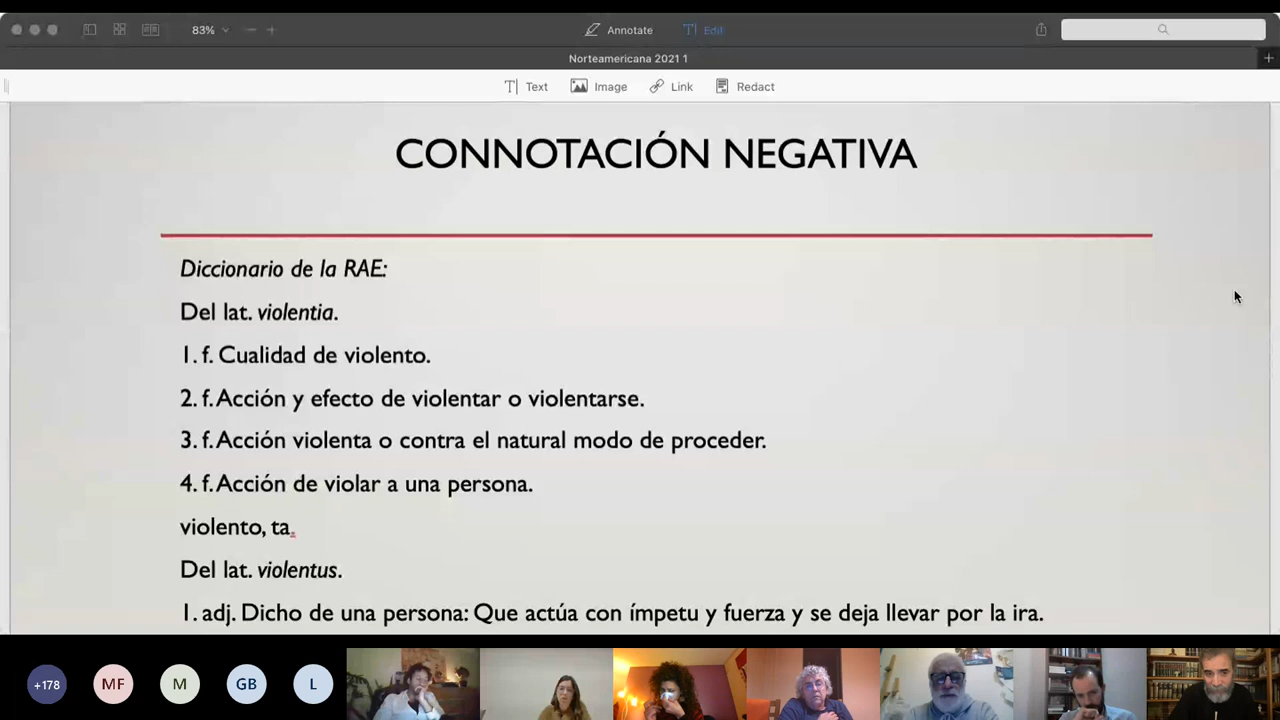 83%
Annotate
Edit
Norteamericana 2021 1
Text
Image
Link
Redact
CONNOTACIÓN NEGATIVA
Diccionario de la RAE:
Del lat. violentia.
1. f. Cualidad de violento.
2. f. Acción y efecto de violentar o violentarse.
3. f. Acción violenta o contra el natural modo de proceder.
4. f. Acción de violar a una persona.
violento, ta.
Del lat. violentus.
1. adj. Dicho de una persona: Que actúa con ímpetu y fuerza y se deja llevar por la ira.
+178
MF
M
GB
L